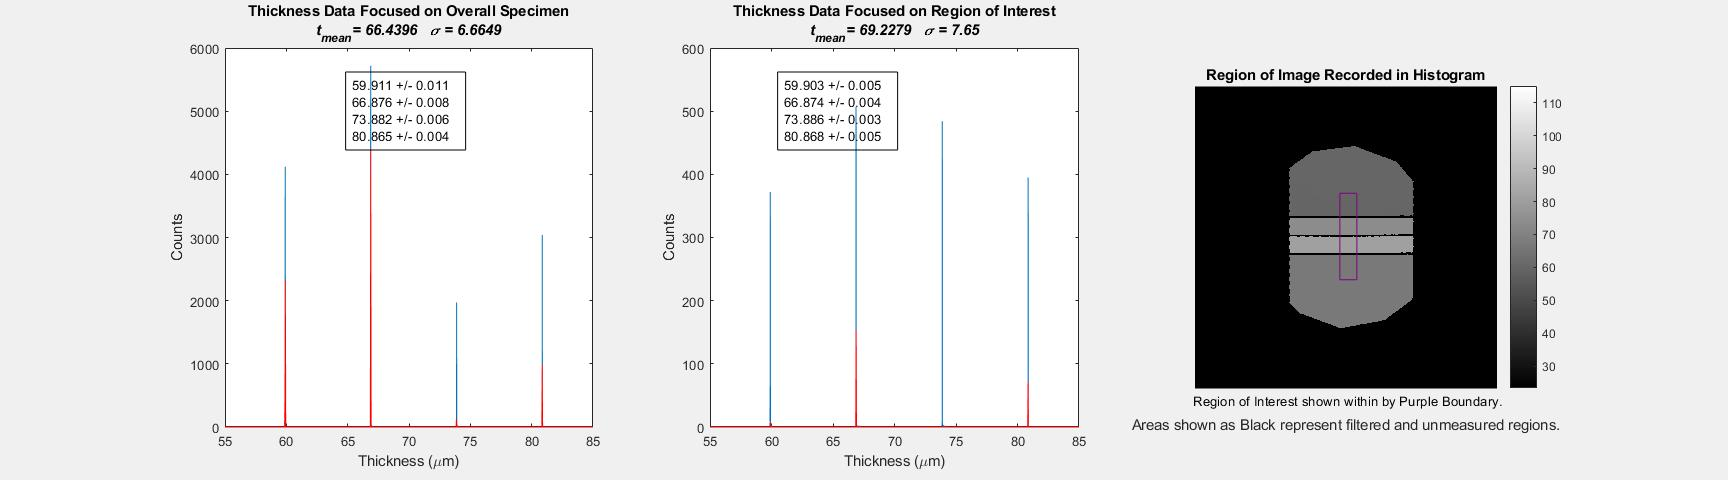 Thickness Data Focused on Overall Specimen
tmean = 66.4396 σ = 6.6649
6000
5000
4000
3000
2000
1000
0
Counts
59.911 +/- 0.011
66.876 +/- 0.008
73.882 +/- 0.006
80.865 +/- 0.004
55 60 65 70 75 80 85
Thickness (μm)
Thickness Data Focused on Region of Interest
tmean = 69.2279 σ = 7.65
600
500
400
300
200
100
0
Counts
59.903 +/- 0.005
66.874 +/- 0.004
73.886 +/- 0.003
80.868 +/- 0.005
55 60 65 70 75 80 85
Thickness (μm)
Region of Image Recorded in Histogram
110
100
90
80
70
60
50
40
30
Region of Interest shown within by Purple Boundary.
Areas shown as Black represent filtered and unmeasured regions.